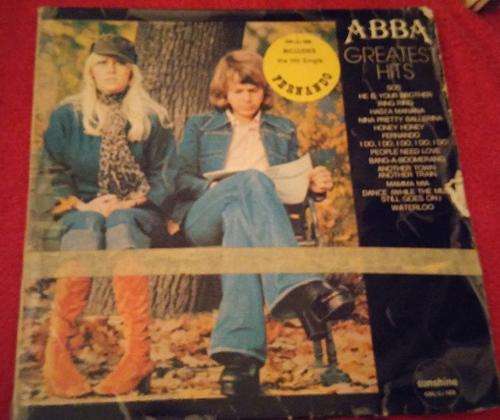 ABBA
GREATEST
HITS
INCLUDES
the Hit Single
FERNANDO
SOS
HE IS YOUR BROTHER
RING RING
HASTA MANANA
NINA PRETTY BALLERINA
HONEY HONEY
FERNANDO
I DO, I DO, I DO, I DO, I DO
PEOPLE NEED LOVE
BANG-A-BOOMERANG
ANOTHER TOWN
ANOTHER TRAIN
MAMMA MIA
DANCE (WHILE THE MU
STILL GOES ON)
WATERLOO
sunshine